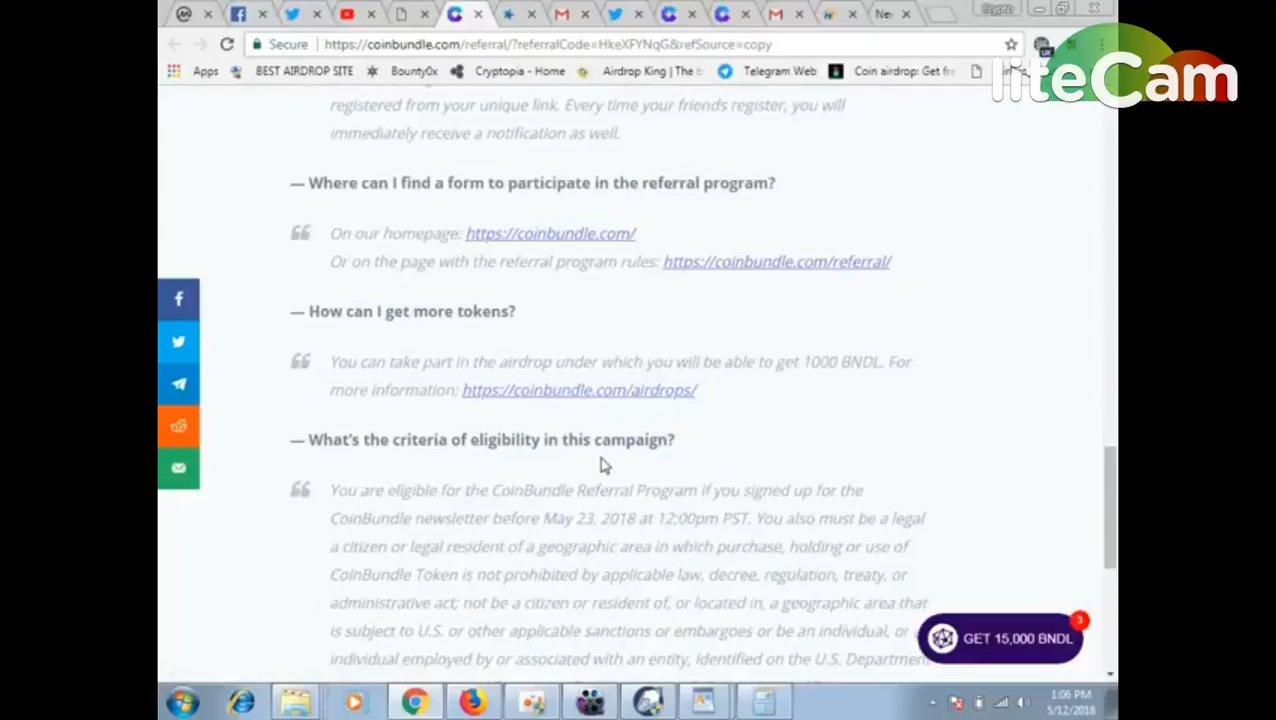 Crypto
Secure
https://coinbundle.com/referral/?referralCode=HkeXFYNqG&refSource=copy
Apps
BEST AIRDROP SITE
Bounty0x
Cryptopia - Home
Airdrop King | The b
Telegram Web
Coin airdrop: Get fre
liteCam
registered from your unique link. Every time your friends register, you will
immediately receive a notification as well.
— Where can I find a form to participate in the referral program?
On our homepage: https://coinbundle.com/
Or on the page with the referral program rules: https://coinbundle.com/referral/
— How can I get more tokens?
You can take part in the airdrop under which you will be able to get 1000 BNDL. For
more information: https://coinbundle.com/airdrops/
— What's the criteria of eligibility in this campaign?
You are eligible for the CoinBundle Referral Program if you signed up for the
CoinBundle newsletter before May 23, 2018 at 12:00pm PST. You also must be a legal
a citizen or legal resident of a geographic area in which purchase, holding or use of
CoinBundle Token is not prohibited by applicable law, decree, regulation, treaty, or
administrative act; not be a citizen or resident of, or located in, a geographic area that
is subject to U.S. or other applicable sanctions or embargoes or be an individual, or
individual employed by or associated with an entity, identified on the U.S. Department
3
GET 15,000 BNDL
1:06 PM
5/12/2018